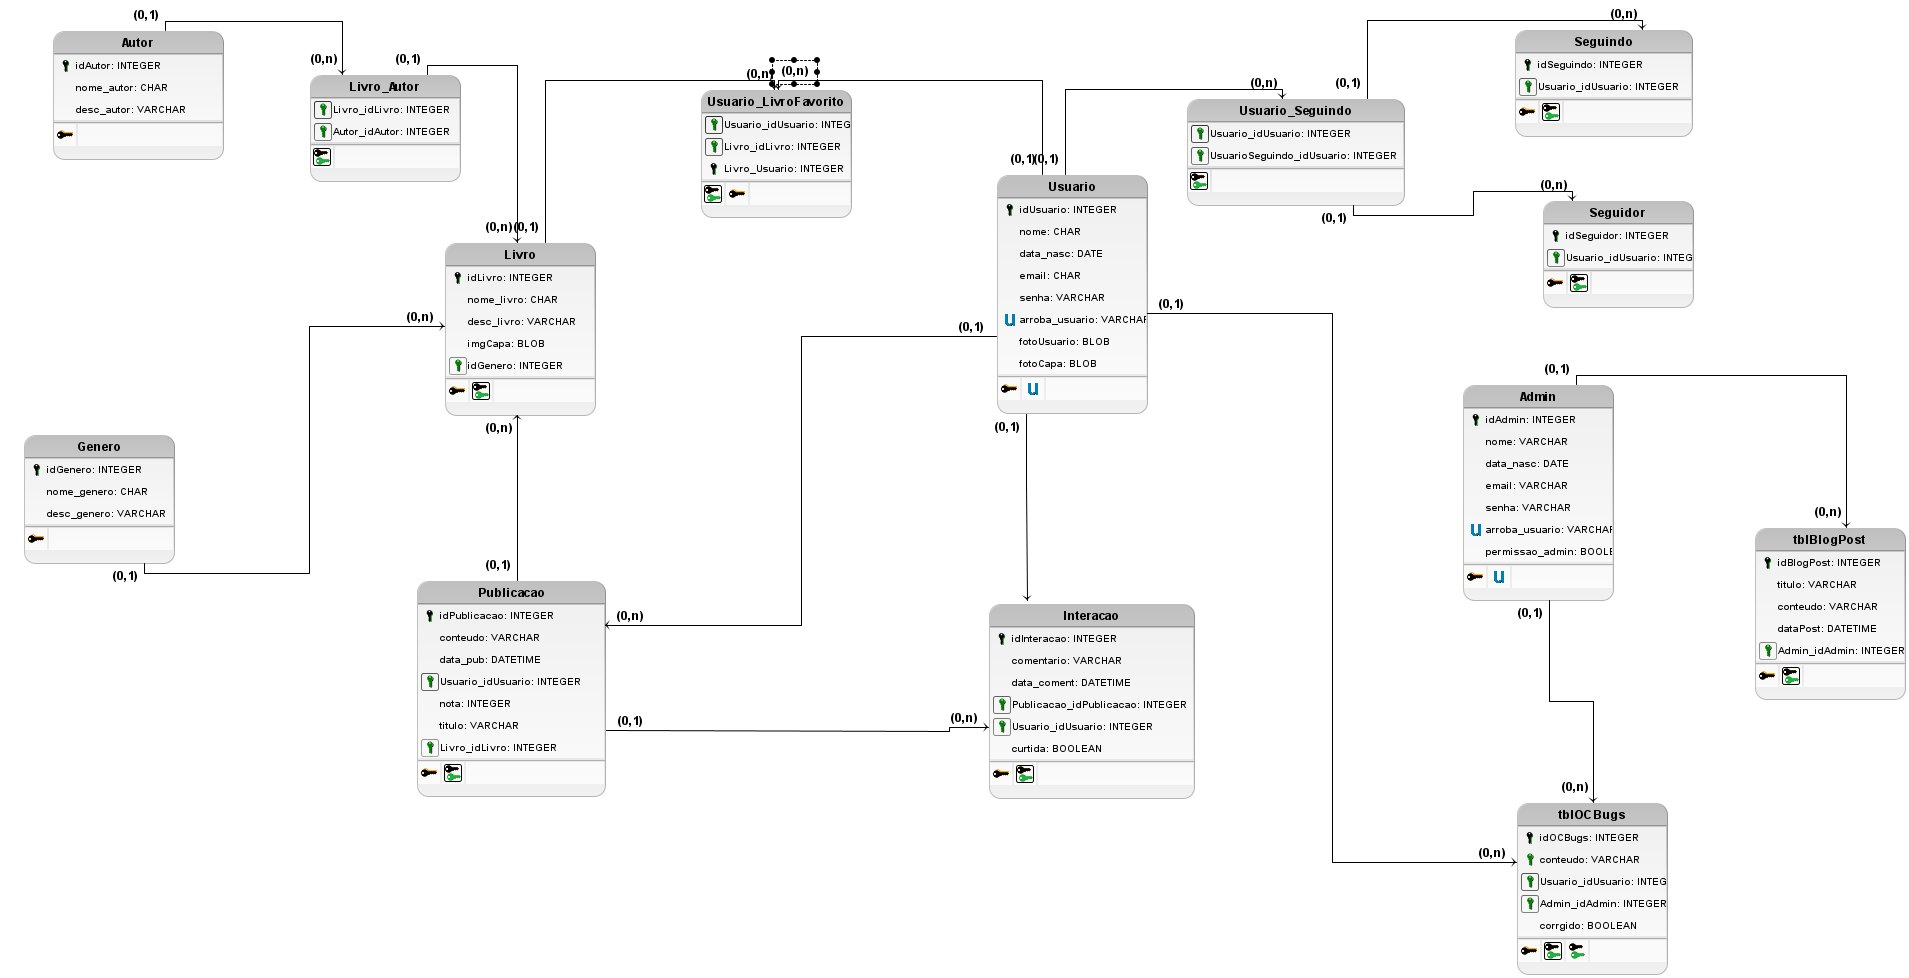 (0,1)
Autor
idAutor: INTEGER
nome_autor: CHAR
desc_autor: VARCHAR
(0,n)
(0,1)
Livro_Autor
Livro_idLivro: INTEGER
Autor_idAutor: INTEGER
(0,n)
(0,n)
Usuario_LivroFavorito
Usuario_idUsuario: INTEG
Livro_idLivro: INTEGER
Livro_Usuario: INTEGER
(0,n)
(0,1)
Usuario_Seguindo
Usuario_idUsuario: INTEGER
UsuarioSeguindo_idUsuario: INTEGER
(0,1)
(0,n)
Seguindo
idSeguindo: INTEGER
Usuario_idUsuario: INTEGER
(0,n)
Seguidor
idSeguidor: INTEGER
Usuario_idUsuario: INTEG
(0,n)
(0,1)
Livro
idLivro: INTEGER
nome_livro: CHAR
desc_livro: VARCHAR
imgCapa: BLOB
idGenero: INTEGER
(0,n)
(0,n)
(0,1)
(0,1)
Usuario
idUsuario: INTEGER
nome: CHAR
data_nasc: DATE
email: CHAR
senha: VARCHAR
u arroba_usuario: VARCHAR
fotoUsuario: BLOB
fotoCapa: BLOB
u
(0,1)
(0,1)
(0,1)
Genero
idGenero: INTEGER
nome_genero: CHAR
desc_genero: VARCHAR
(0,1)
(0,1)
Admin
idAdmin: INTEGER
nome: VARCHAR
data_nasc: DATE
email: VARCHAR
senha: VARCHAR
u arroba_usuario: VARCHAR
permissao_admin: BOOLE
u
(0,1)
(0,n)
tblBlogPost
idBlogPost: INTEGER
titulo: VARCHAR
conteudo: VARCHAR
dataPost: DATETIME
Admin_idAdmin: INTEGER
(0,1)
Publicacao
idPublicacao: INTEGER
conteudo: VARCHAR
data_pub: DATETIME
Usuario_idUsuario: INTEGER
nota: INTEGER
titulo: VARCHAR
Livro_idLivro: INTEGER
(0,n)
(0,1)
(0,n)
Interacao
idInteracao: INTEGER
comentario: VARCHAR
data_coment: DATETIME
Publicacao_idPublicacao: INTEGER
Usuario_idUsuario: INTEGER
curtida: BOOLEAN
(0,n)
(0,n)
tblOCBugs
idOCBugs: INTEGER
conteudo: VARCHAR
Usuario_idUsuario: INTEG
Admin_idAdmin: INTEGER
corrgido: BOOLEAN